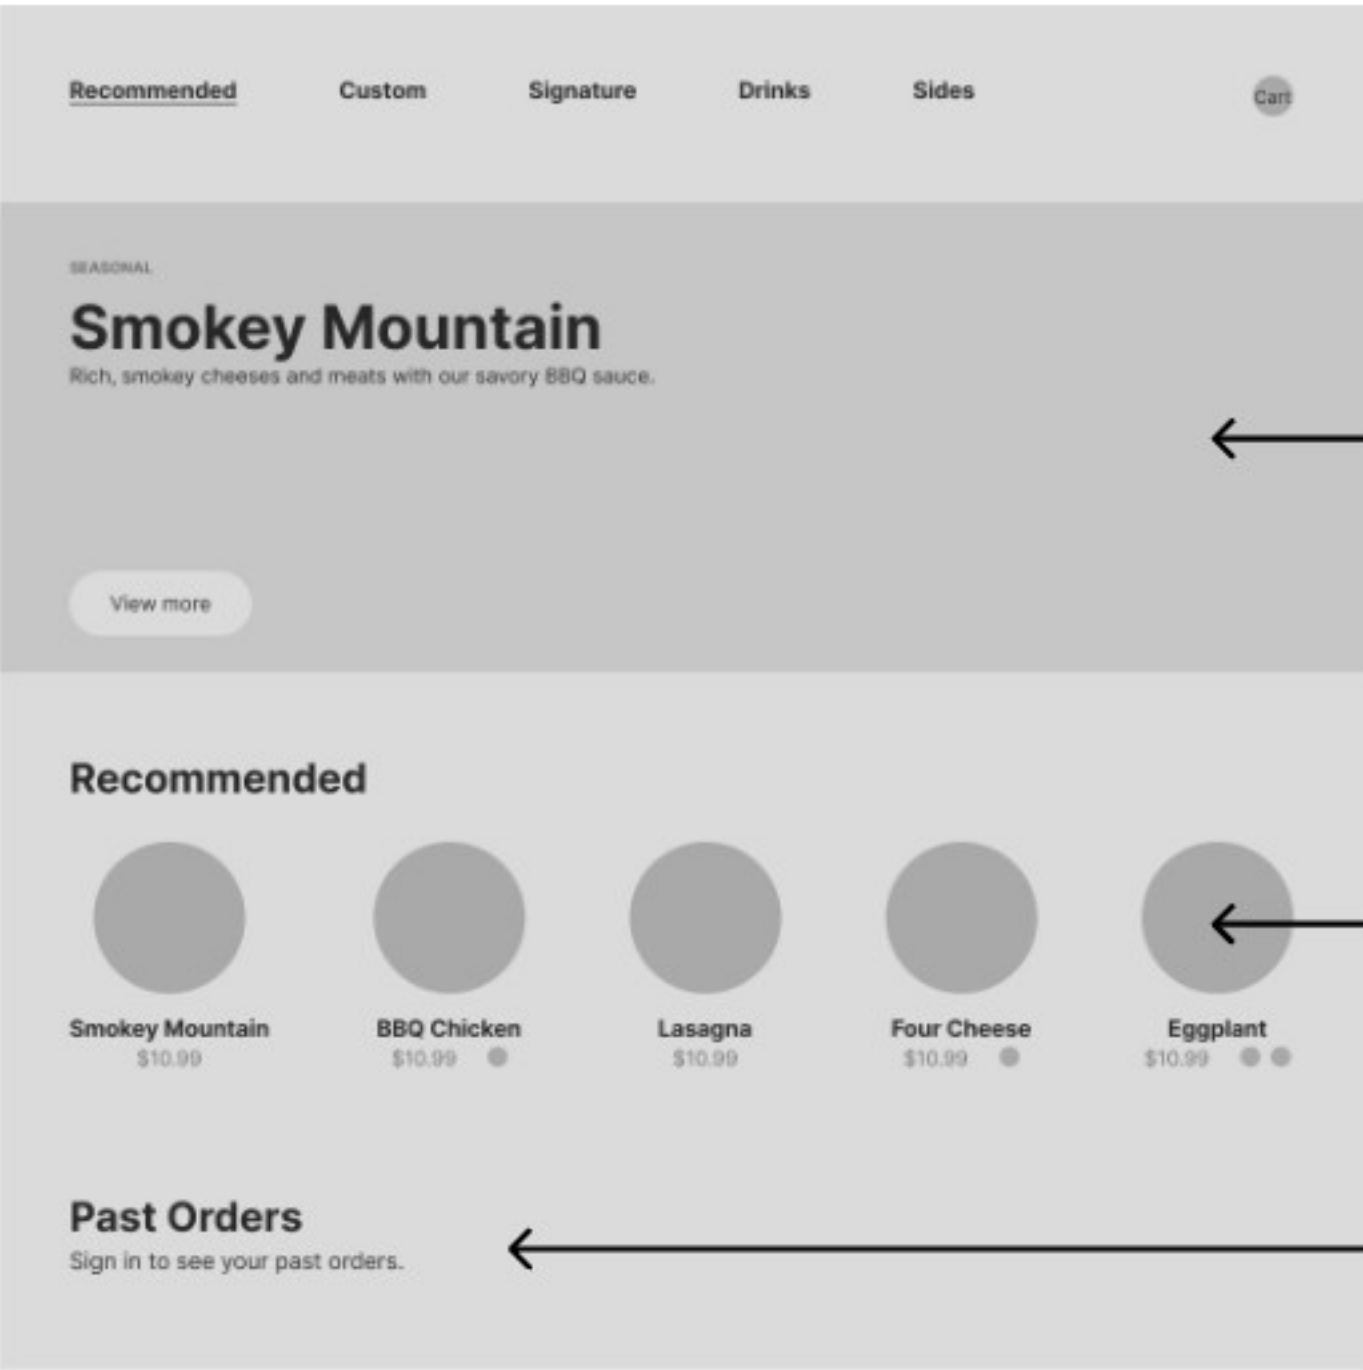 Recommended Custom Signature Drinks Sides Cart
SEASONAL
Smokey Mountain
Rich, smokey cheeses and meats with our savory BBQ sauce.
View more
Recommended
Smokey Mountain BBQ Chicken Lasagna Four Cheese Eggplant
$10.99 $10.99 $10.99 $10.99 $10.99
Past Orders
Sign in to see your past orders.